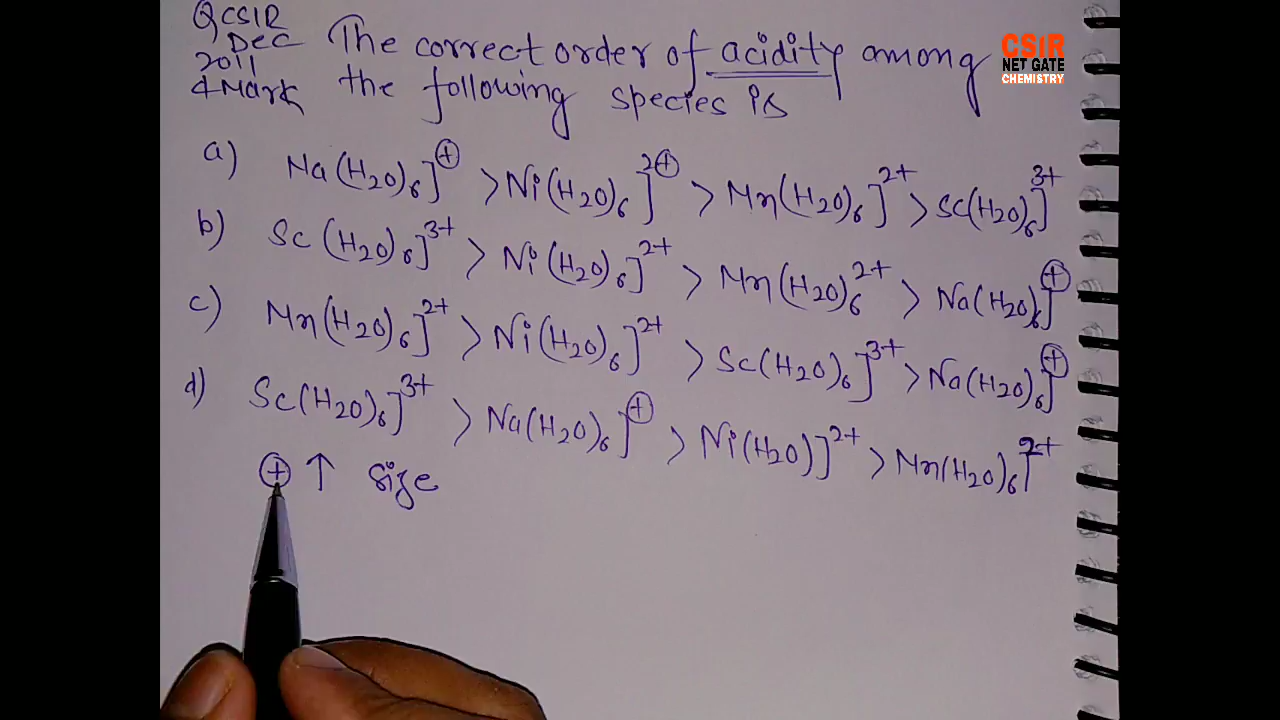 QCSIR
Dec
2011
4 Mark
The correct order of acidity among
the following species is
CSIR
NET GATE
CHEMISTRY
a) Na(H2O)6]⊕ > Ni(H2O)6]2⊕ > Mn(H2O)6]2+ > Sc(H2O)6]3+
b) Sc(H2O)6]3+ > Ni(H2O)6]2+ > Mn(H2O)6 2+ > Na(H2O)6]⊕
c) Mn(H2O)6]2+ > Ni(H2O)6]2+ > Sc(H2O)6]3+ > Na(H2O)6]⊕
d) Sc(H2O)6]3+ > Na(H2O)6]⊕ > Ni(H2O)]2+ > Mn(H2O)6]2+
⊕ ↑ size